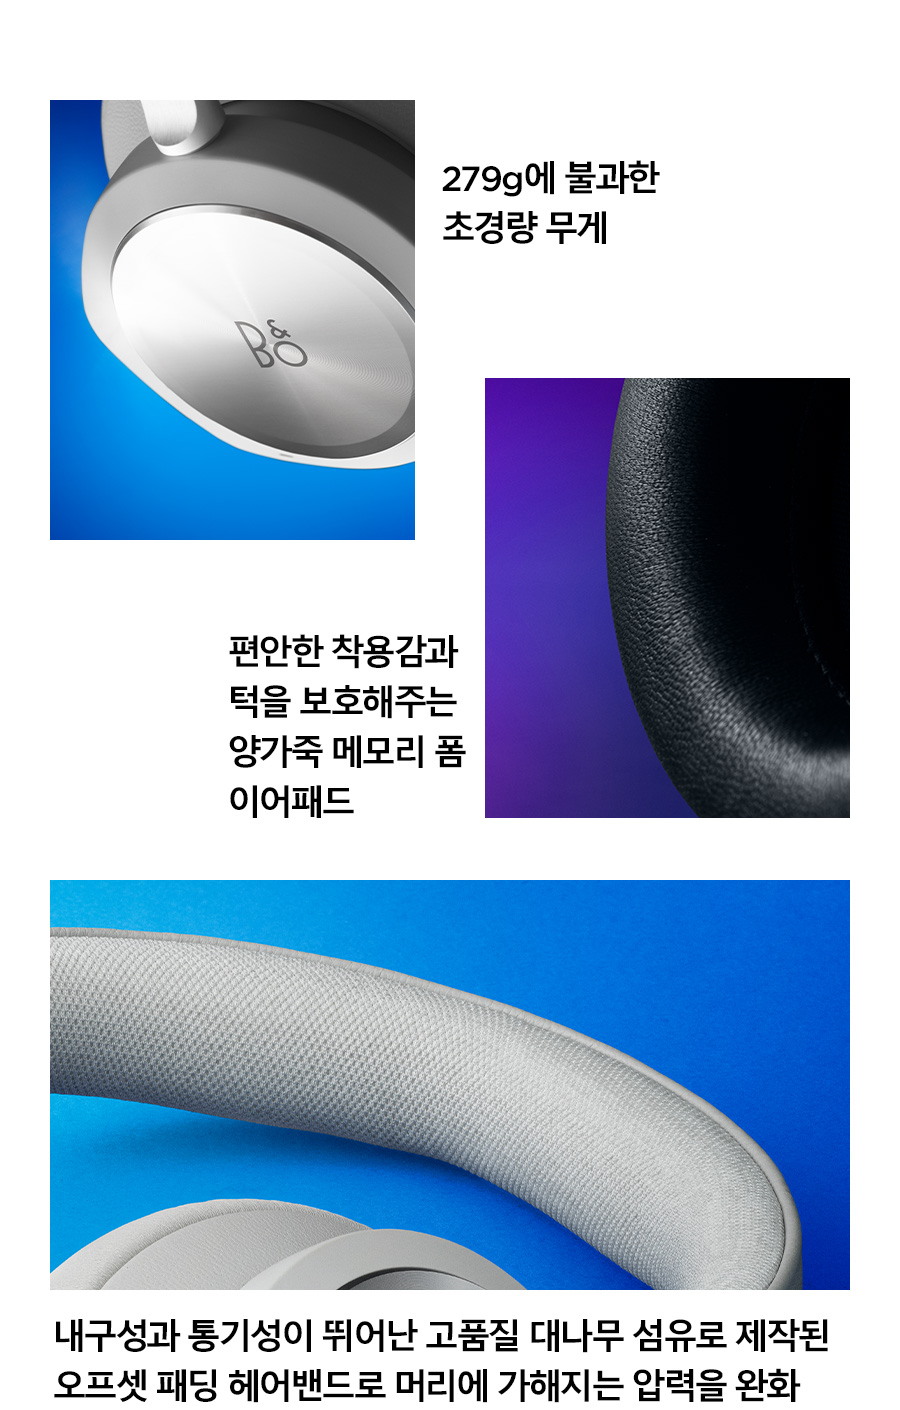 279g에 불과한
초경량 무게
B&O
편안한 착용감과
턱을 보호해주는
양가죽 메모리 폼
이어패드
내구성과 통기성이 뛰어난 고품질 대나무 섬유로 제작된
오프셋 패딩 헤어밴드로 머리에 가해지는 압력을 완화